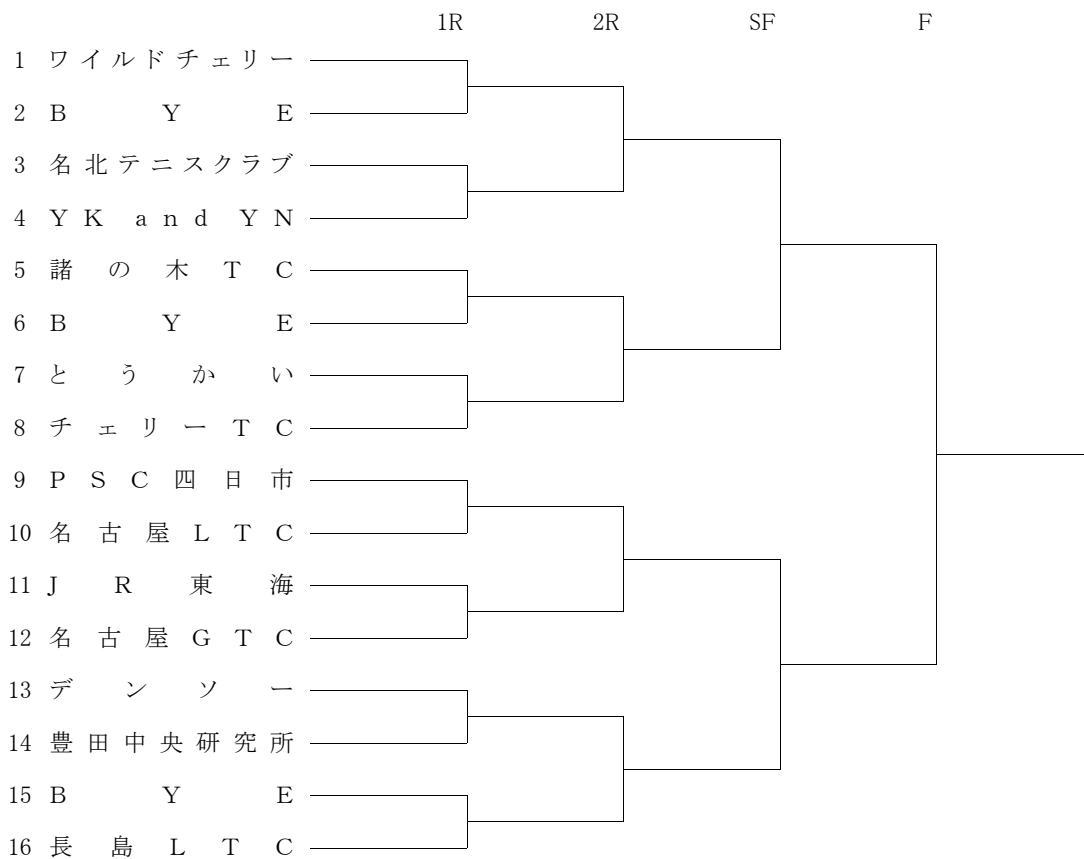 1R 2R SF F
1 ワイルドチェリー
2 BYE
3 名北テニスクラブ
4 YK and YN
5 諸の木TC
6 BYE
7 とうかい
8 チェリーTC
9 PSC四日市
10 名古屋LTC
11 JR東海
12 名古屋GTC
13 デンソー
14 豊田中央研究所
15 BYE
16 長島LTC